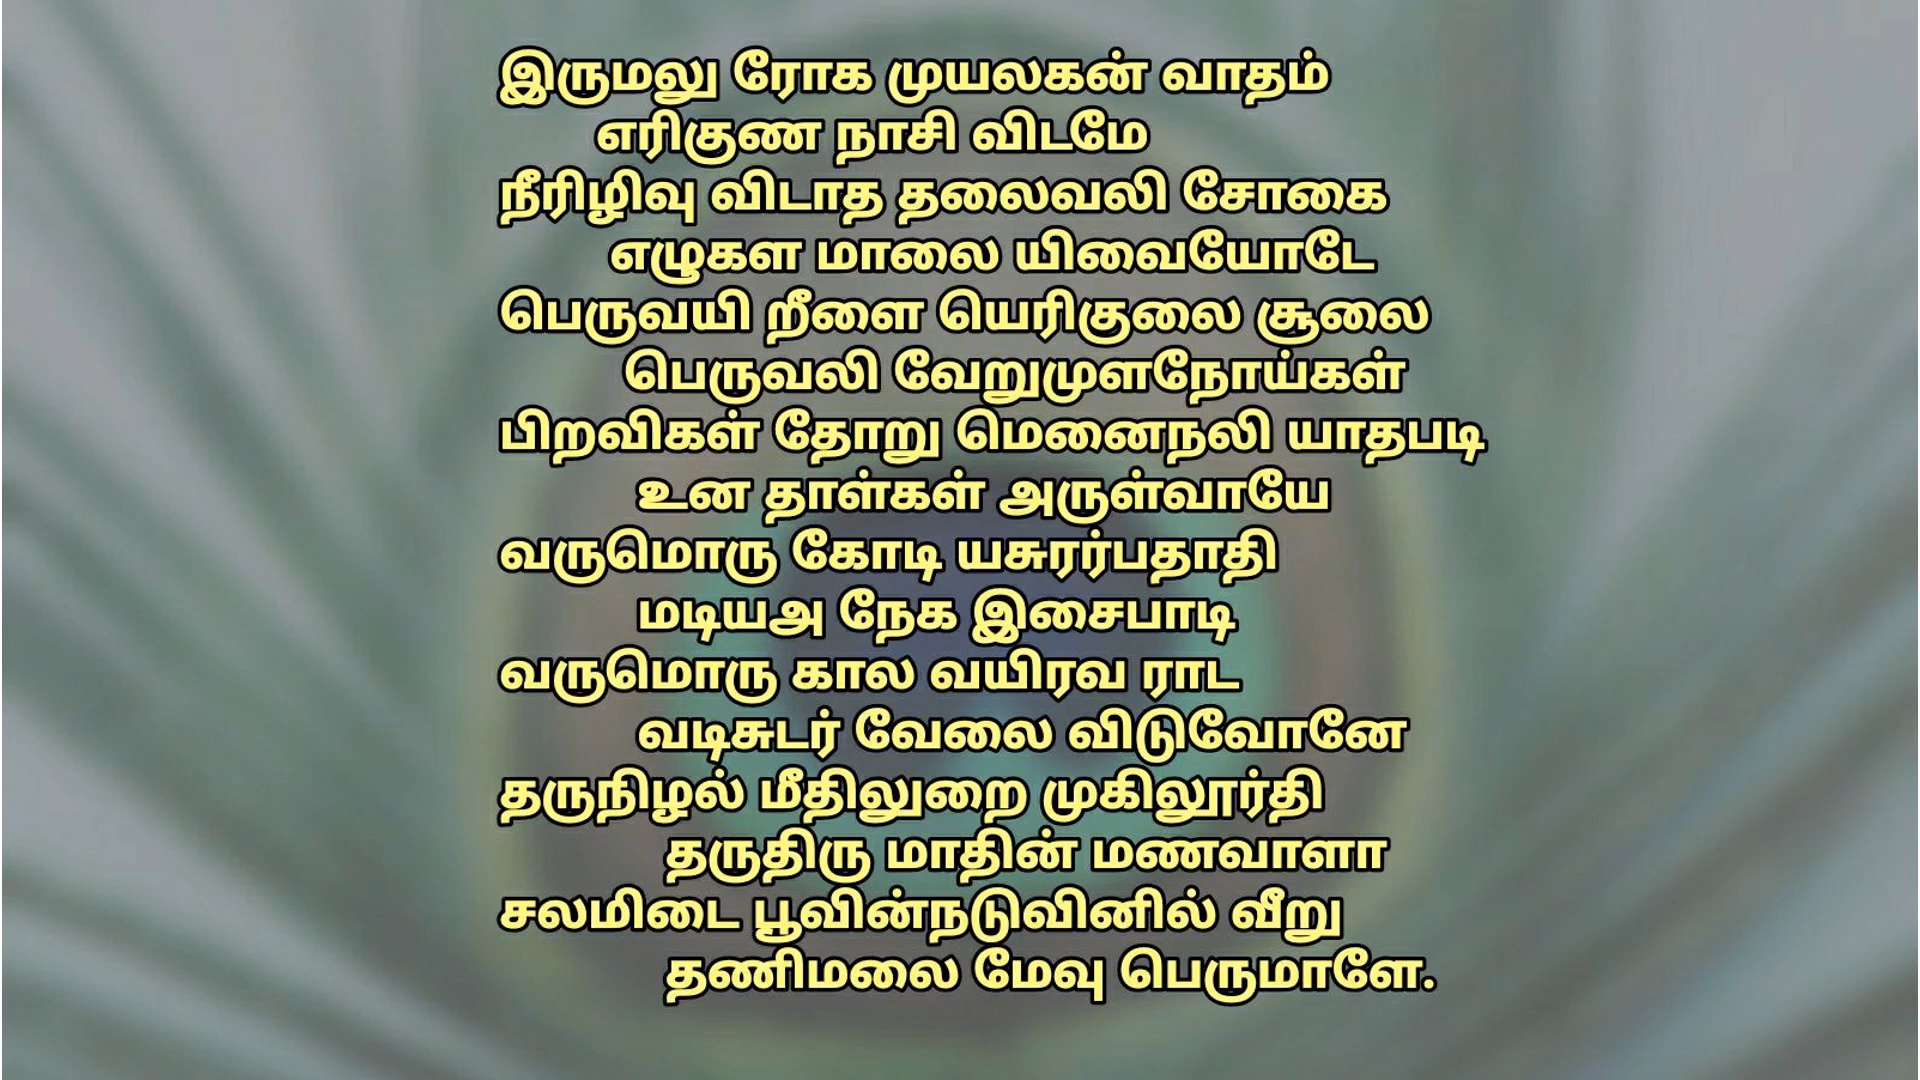 இருமலு ரோக முயலகன் வாதம்
எரிகுண நாசி விடமே
நீரிழிவு விடாத தலைவலி சோகை
எழுகள மாலை யிவையோடே
பெருவயி றீளை யெரிகுலை சூலை
பெருவலி வேறுமுளநோய்கள்
பிறவிகள் தோறு மெனைநலி யாதபடி
உன தாள்கள் அருள்வாயே
வருமொரு கோடி யசுரர்பதாதி
மடியஅ நேக இசைபாடி
வருமொரு கால வயிரவ ராட
வடிசுடர் வேலை விடுவோனே
தருநிழல் மீதிலுறை முகிலூர்தி
தருதிரு மாதின் மணவாளா
சலமிடை பூவின்நடுவினில் வீறு
தணிமலை மேவு பெருமாளே.